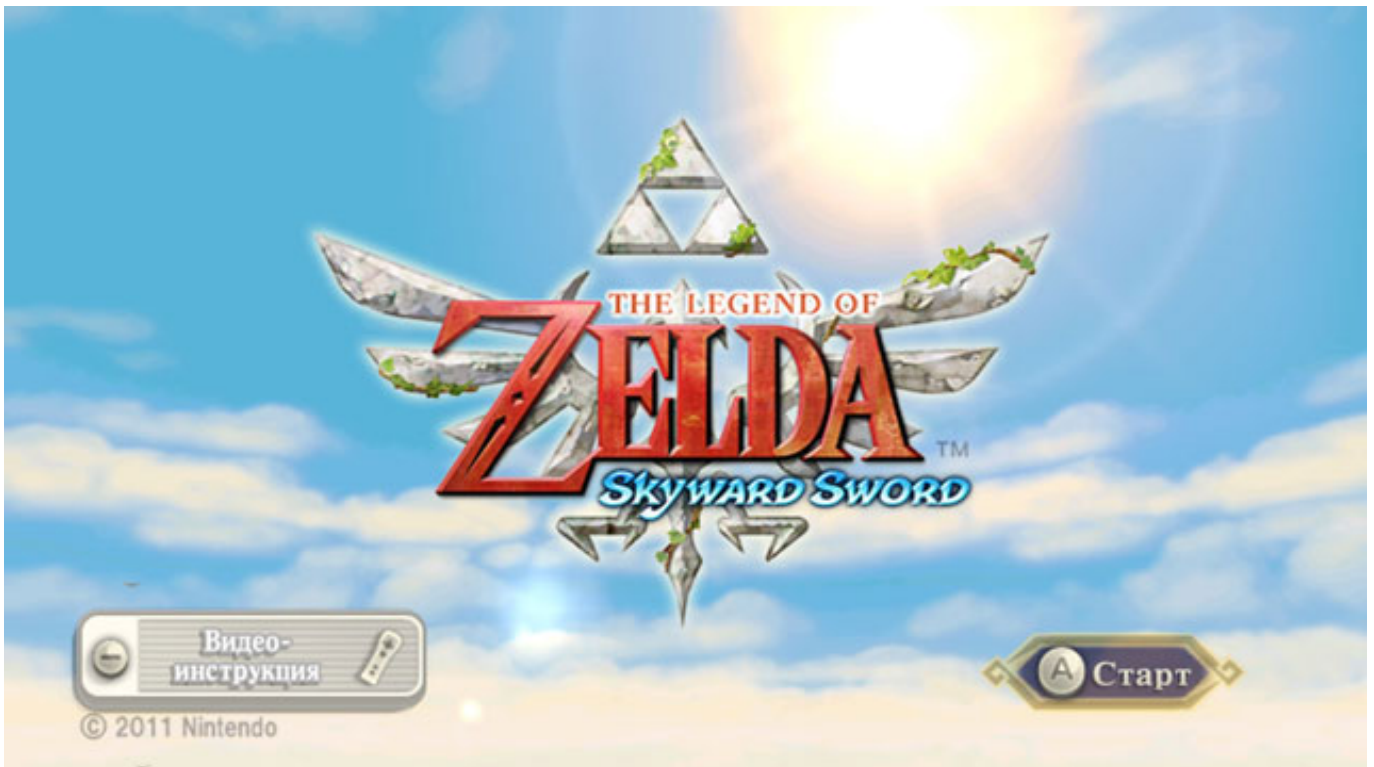 THE LEGEND OF
ZELDA
TM
SKYWARD SWORD
Видео-
инструкция
A Старт
© 2011 Nintendo